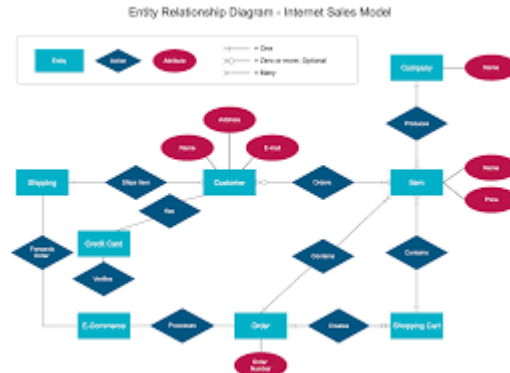 Entity Relationship Diagram - Internet Sales Model
Entity
Action
Attribute
= One
= Zero or more, Optional
= Many
Company
Name
Produces
Address
Name
E-mail
Shipping
Ships Item
Customer
Orders
Item
Name
Price
Has
Credit Card
Forwards
Order
Verifies
Contains
Contains
E-Commerce
Processes
Order
Creates
Shopping Cart
Order
Number